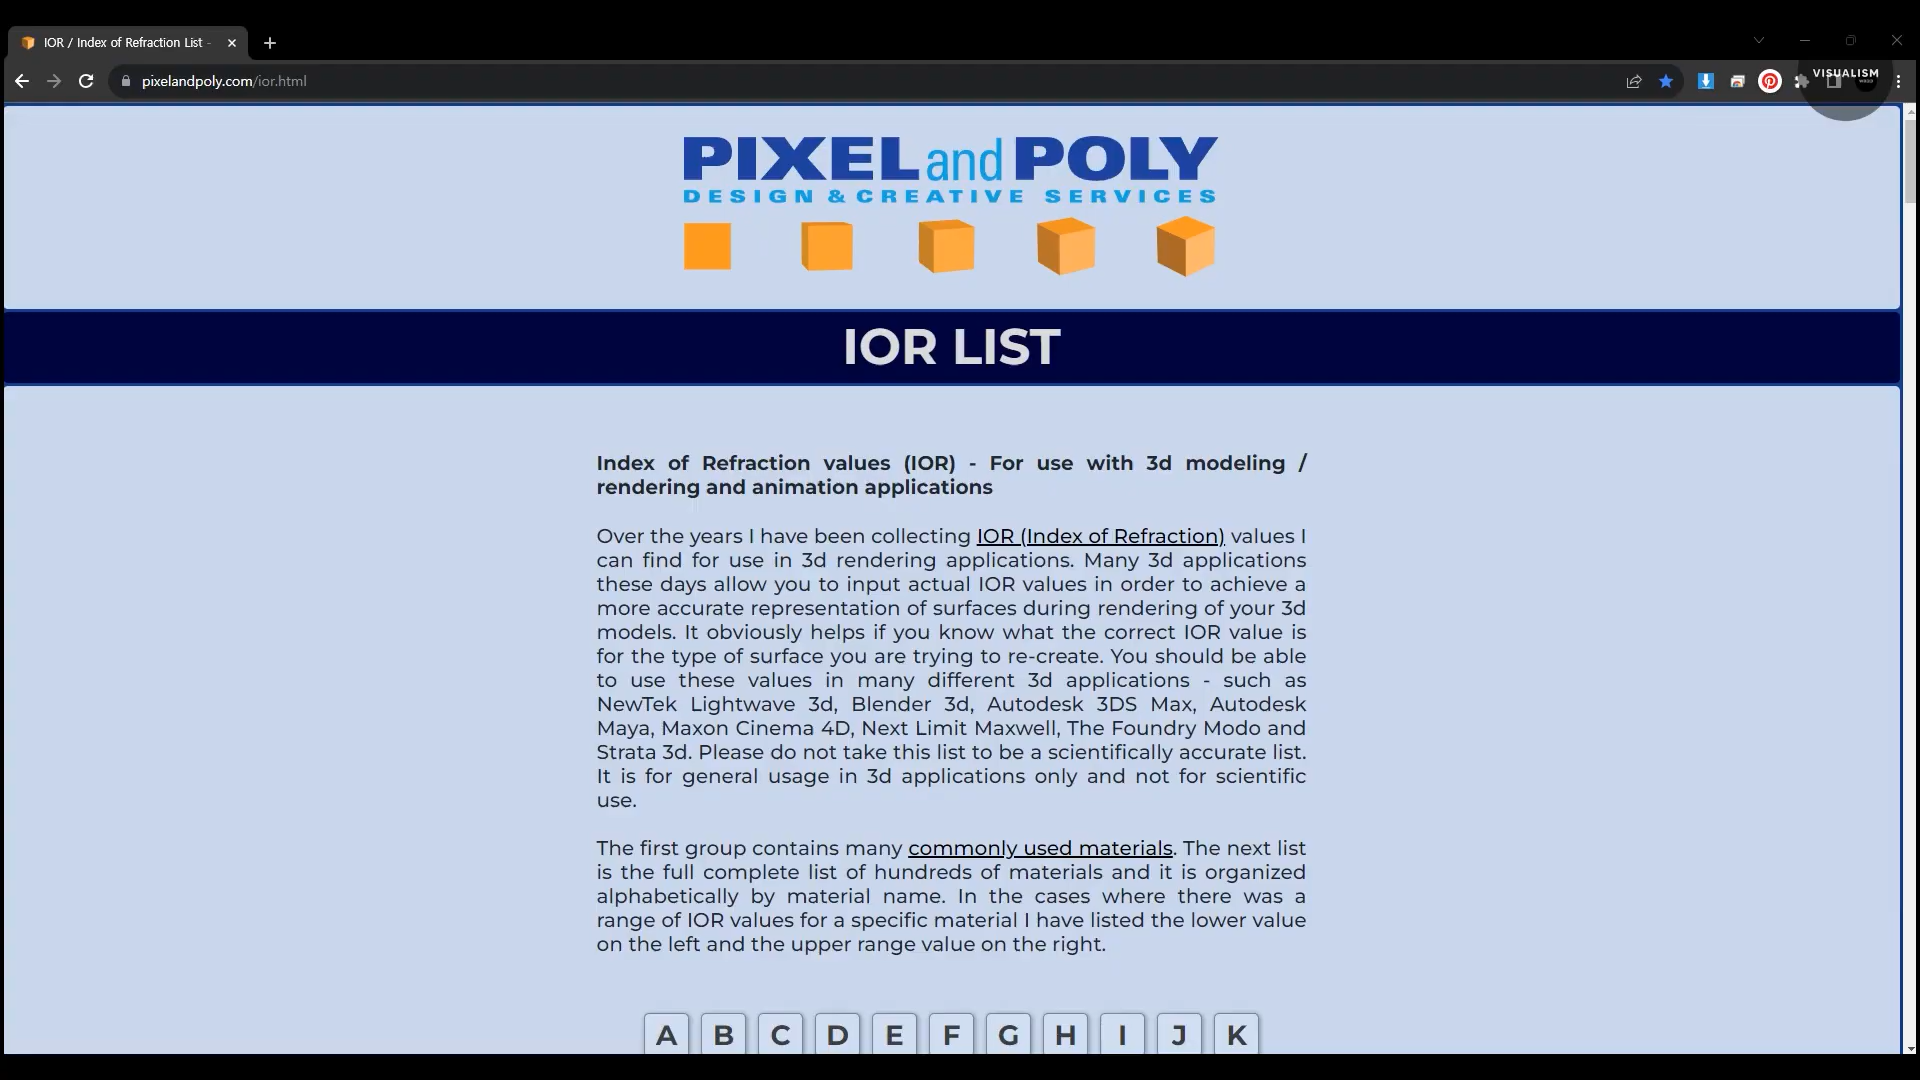 IOR / Index of Refraction List -
pixelandpoly.com/ior.html
VISUALISM
PIXEL and POLY
DESIGN & CREATIVE SERVICES
IOR LIST
Index of Refraction values (IOR) - For use with 3d modeling /
rendering and animation applications
Over the years I have been collecting IOR (Index of Refraction) values I
can find for use in 3d rendering applications. Many 3d applications
these days allow you to input actual IOR values in order to achieve a
more accurate representation of surfaces during rendering of your 3d
models. It obviously helps if you know what the correct IOR value is
for the type of surface you are trying to re-create. You should be able
to use these values in many different 3d applications - such as
NewTek Lightwave 3d, Blender 3d, Autodesk 3DS Max, Autodesk
Maya, Maxon Cinema 4D, Next Limit Maxwell, The Foundry Modo and
Strata 3d. Please do not take this list to be a scientifically accurate list.
It is for general usage in 3d applications only and not for scientific
use.
The first group contains many commonly used materials. The next list
is the full complete list of hundreds of materials and it is organized
alphabetically by material name. In the cases where there was a
range of IOR values for a specific material I have listed the lower value
on the left and the upper range value on the right.
A B C D E F G H I J K